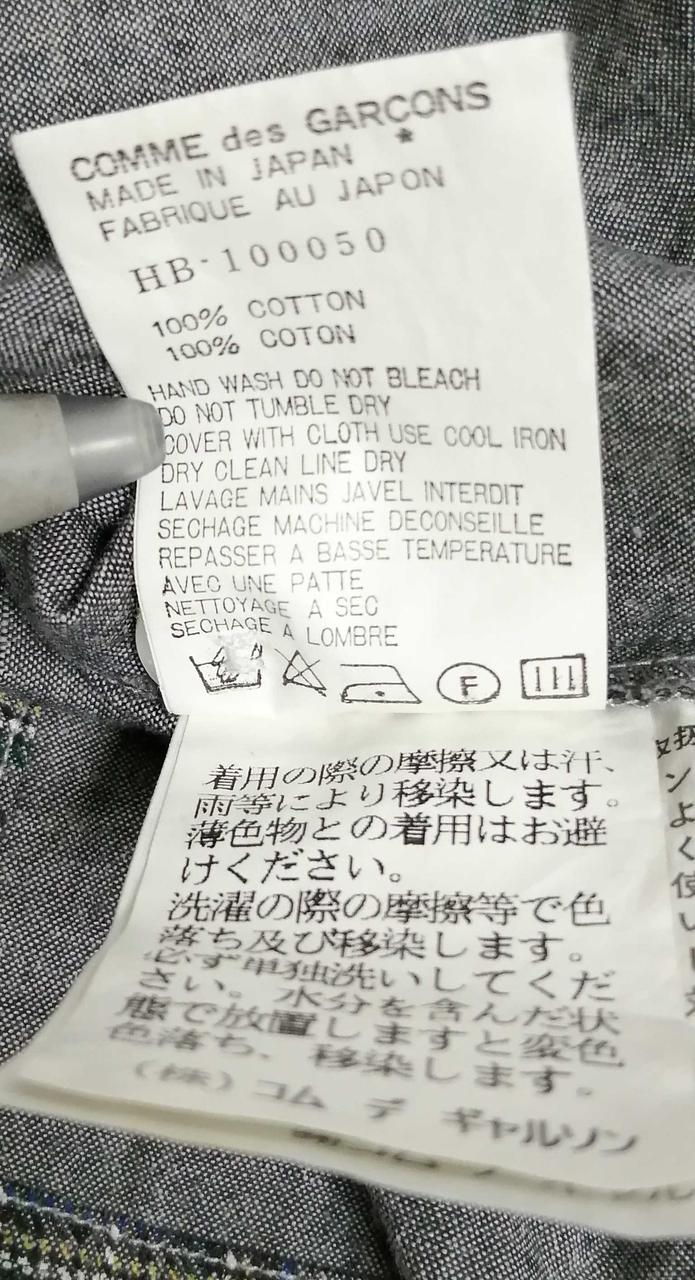 COMME des GARCONS
*
MADE IN JAPAN
FABRIQUE AU JAPON
HB-100050
100% COTTON
100% COTON
HAND WASH DO NOT BLEACH
DO NOT TUMBLE DRY
COVER WITH CLOTH USE COOL IRON
DRY CLEAN LINE DRY
LAVAGE MAINS JAVEL INTERDIT
SECHAGE MACHINE DECONSEILLE
REPASSER A BASSE TEMPERATURE
AVEC UNE PATTE
NETTOYAGE A SEC
SECHAGE A LOMBRE
F
着用の際の摩擦又は汗、
雨等により移染します。
薄色物との着用はお避
けください。
洗濯の際の摩擦等で色
落ち及び移染します。
必ず単独洗いしてくだ
さい。水分を含んだ状
態で放置しますと変色
色落ち、移染します。
(株)コム デ ギャルソン